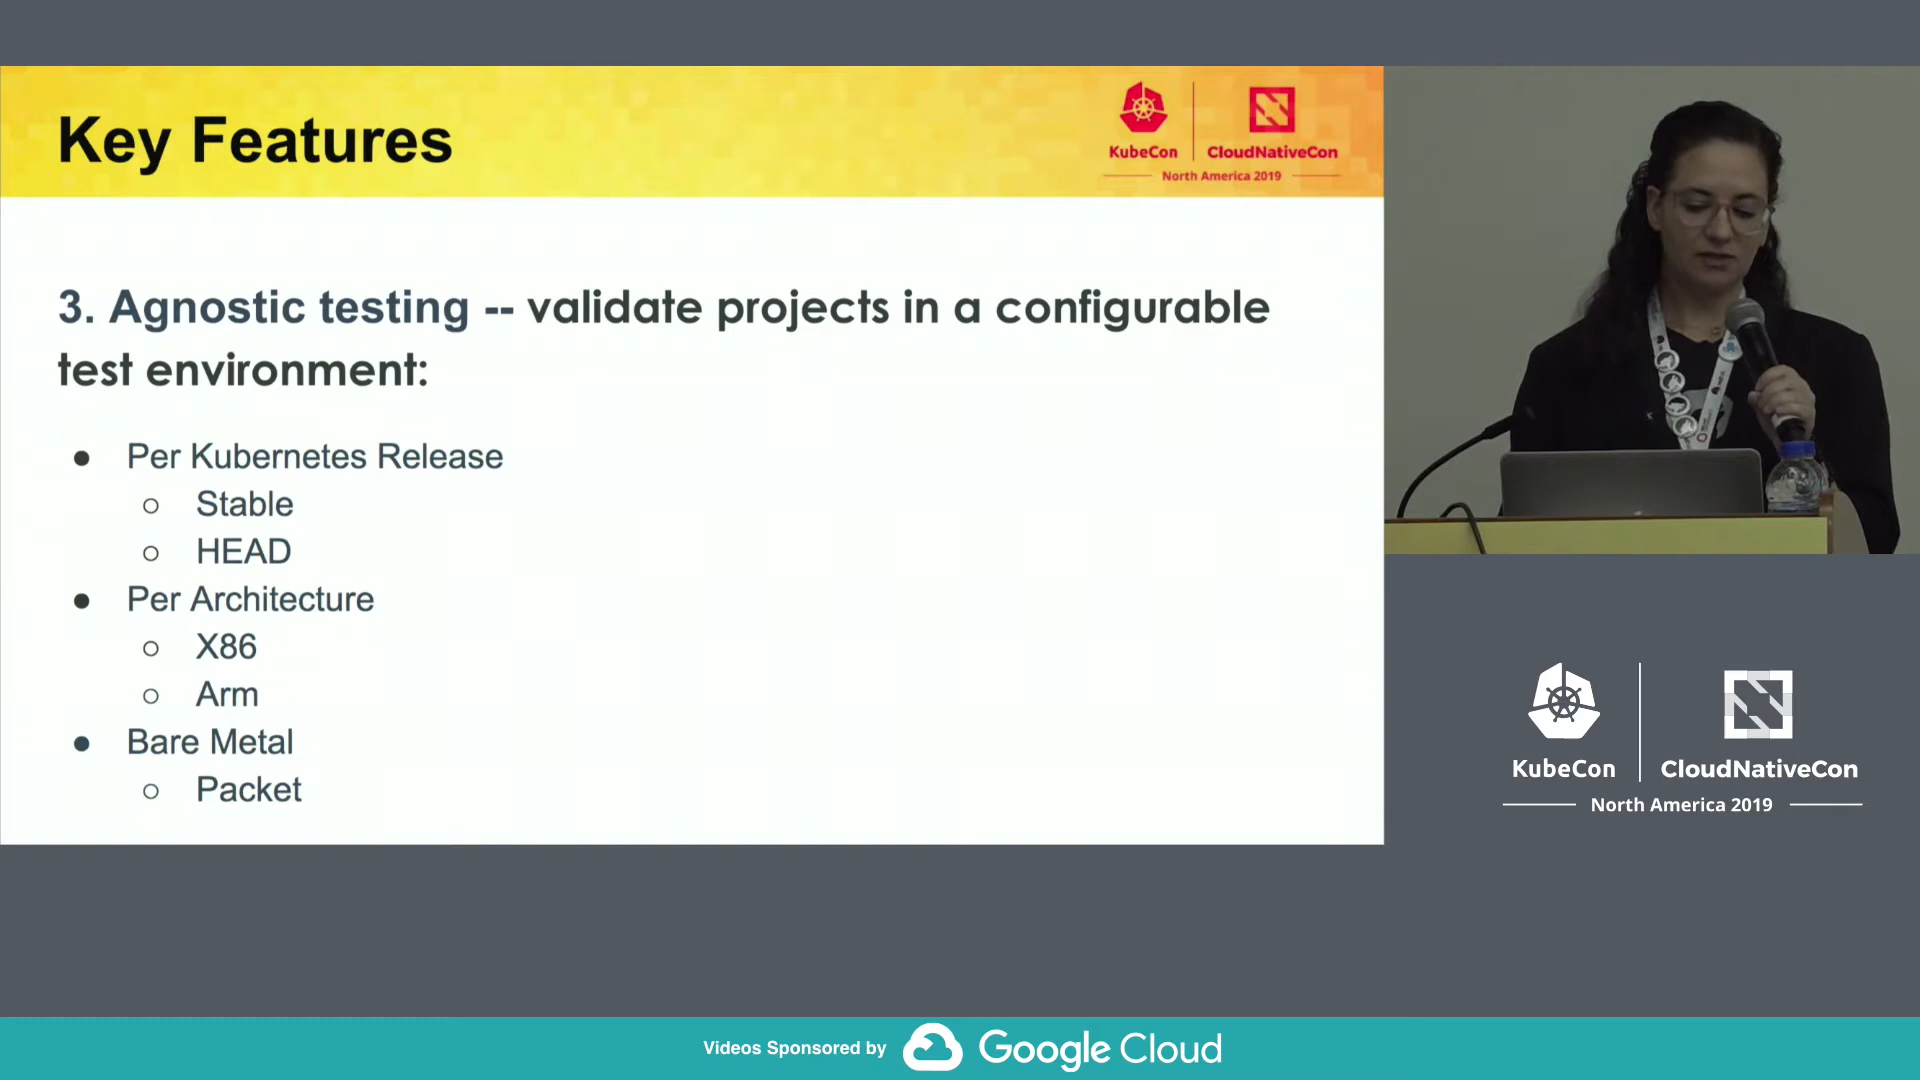 Key Features
KubeCon
CloudNativeCon
North America 2019
3. Agnostic testing -- validate projects in a configurable
test environment:
● Per Kubernetes Release
○ Stable
○ HEAD
● Per Architecture
○ X86
○ Arm
● Bare Metal
○ Packet
KubeCon
CloudNativeCon
North America 2019
Videos Sponsored by
Google Cloud